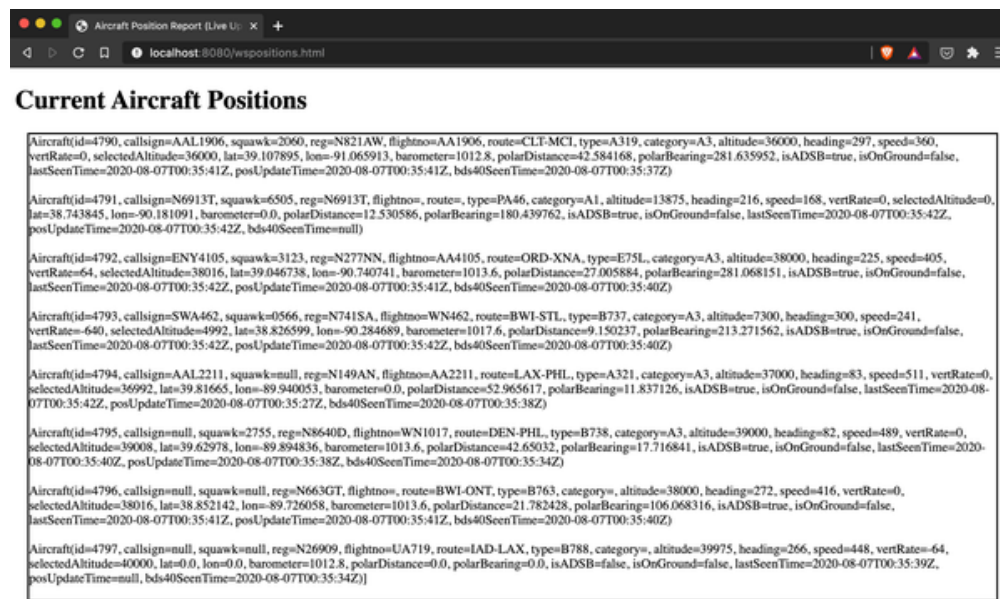 Aircraft Position Report (Live Up
localhost:8080/wspositions.html
Current Aircraft Positions
Aircraft(id=4790, callsign=AAL1906, squawk=2060, reg=N821AW, flightno=AA1906, route=CLT-MCI, type=A319, category=A3, altitude=36000, heading=297, speed=360,
vertRate=0, selectedAltitude=36000, lat=39.107895, lon=-91.065913, barometer=1012.8, polarDistance=42.584168, polarBearing=281.635952, isADSB=true, isOnGround=false,
lastSeenTime=2020-08-07T00:35:41Z, posUpdateTime=2020-08-07T00:35:41Z, bds40SeenTime=2020-08-07T00:35:37Z)
Aircraft(id=4791, callsign=N6913T, squawk=6505, reg=N6913T, flightno=, route=, type=PA46, category=A1, altitude=13875, heading=216, speed=168, vertRate=0, selectedAltitude=0,
lat=38.743845, lon=-90.181091, barometer=0.0, polarDistance=12.530586, polarBearing=180.439762, isADSB=true, isOnGround=false, lastSeenTime=2020-08-07T00:35:42Z,
posUpdateTime=2020-08-07T00:35:42Z, bds40SeenTime=null)
Aircraft(id=4792, callsign=ENY4105, squawk=3123, reg=N277NN, flightno=AA4105, route=ORD-XNA, type=E75L, category=A3, altitude=38000, heading=225, speed=405,
vertRate=64, selectedAltitude=38016, lat=39.046738, lon=-90.740741, barometer=1013.6, polarDistance=27.005884, polarBearing=281.068151, isADSB=true, isOnGround=false,
lastSeenTime=2020-08-07T00:35:42Z, posUpdateTime=2020-08-07T00:35:41Z, bds40SeenTime=2020-08-07T00:35:40Z)
Aircraft(id=4793, callsign=SWA462, squawk=0566, reg=N741SA, flightno=WN462, route=BWI-STL, type=B737, category=A3, altitude=7300, heading=300, speed=241,
vertRate=-640, selectedAltitude=4992, lat=38.826599, lon=-90.284689, barometer=1017.6, polarDistance=9.150237, polarBearing=213.271562, isADSB=true, isOnGround=false,
lastSeenTime=2020-08-07T00:35:42Z, posUpdateTime=2020-08-07T00:35:42Z, bds40SeenTime=2020-08-07T00:35:40Z)
Aircraft(id=4794, callsign=AAL2211, squawk=null, reg=N149AN, flightno=AA2211, route=LAX-PHL, type=A321, category=A3, altitude=37000, heading=83, speed=511, vertRate=0,
selectedAltitude=36992, lat=39.81665, lon=-89.940053, barometer=0.0, polarDistance=52.965617, polarBearing=11.837126, isADSB=true, isOnGround=false, lastSeenTime=2020-08-
07T00:35:42Z, posUpdateTime=2020-08-07T00:35:27Z, bds40SeenTime=2020-08-07T00:35:38Z)
Aircraft(id=4795, callsign=null, squawk=2755, reg=N8640D, flightno=WN1017, route=DEN-PHL, type=B738, category=A3, altitude=39000, heading=82, speed=489, vertRate=0,
selectedAltitude=39008, lat=39.62978, lon=-89.894836, barometer=1013.6, polarDistance=42.65032, polarBearing=17.716841, isADSB=true, isOnGround=false, lastSeenTime=2020-
08-07T00:35:40Z, posUpdateTime=2020-08-07T00:35:38Z, bds40SeenTime=2020-08-07T00:35:34Z)
Aircraft(id=4796, callsign=null, squawk=null, reg=N663GT, flightno=, route=BWI-ONT, type=B763, category=, altitude=38000, heading=272, speed=416, vertRate=0,
selectedAltitude=38016, lat=38.852142, lon=-89.726058, barometer=1013.6, polarDistance=21.782428, polarBearing=106.068316, isADSB=true, isOnGround=false,
lastSeenTime=2020-08-07T00:35:41Z, posUpdateTime=2020-08-07T00:35:41Z, bds40SeenTime=2020-08-07T00:35:40Z)
Aircraft(id=4797, callsign=null, squawk=null, reg=N26909, flightno=UA719, route=IAD-LAX, type=B788, category=, altitude=39975, heading=266, speed=448, vertRate=-64,
selectedAltitude=40000, lat=0.0, lon=0.0, barometer=1012.8, polarDistance=0.0, polarBearing=0.0, isADSB=false, isOnGround=false, lastSeenTime=2020-08-07T00:35:39Z,
posUpdateTime=null, bds40SeenTime=2020-08-07T00:35:34Z)]